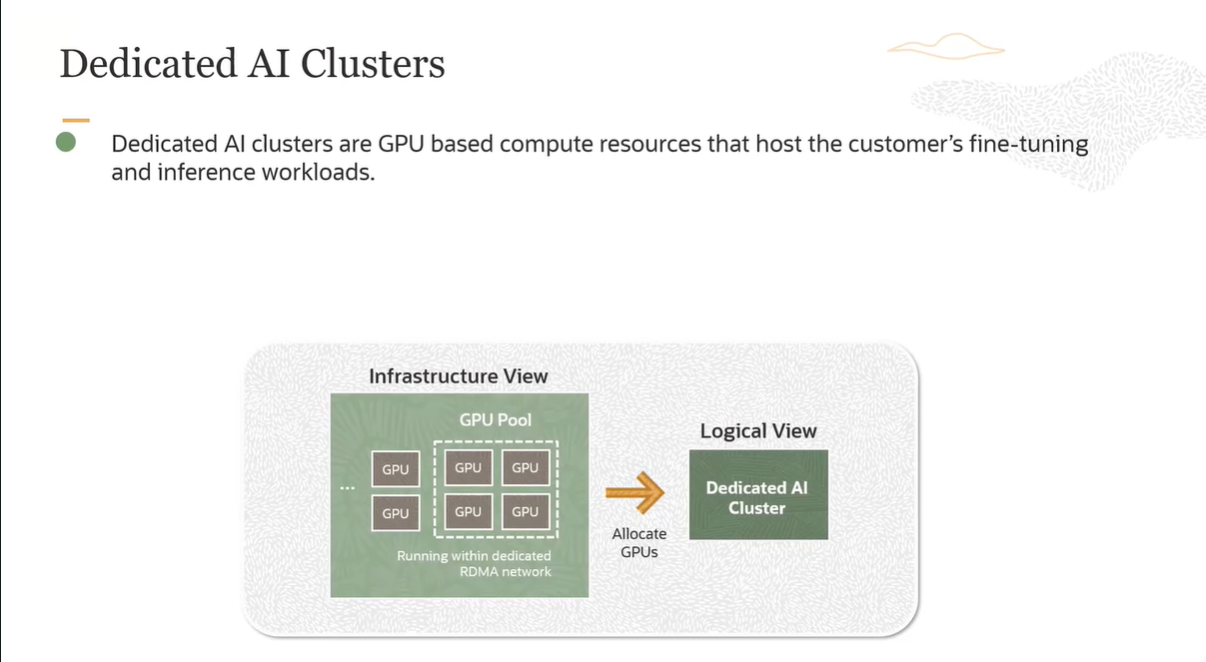 Dedicated AI Clusters
Dedicated AI clusters are GPU based compute resources that host the customer’s fine-tuning
and inference workloads.
Infrastructure View
GPU Pool
GPU GPU GPU
...
GPU GPU GPU
Running within dedicated
RDMA network
Allocate
GPUs
Logical View
Dedicated AI
Cluster